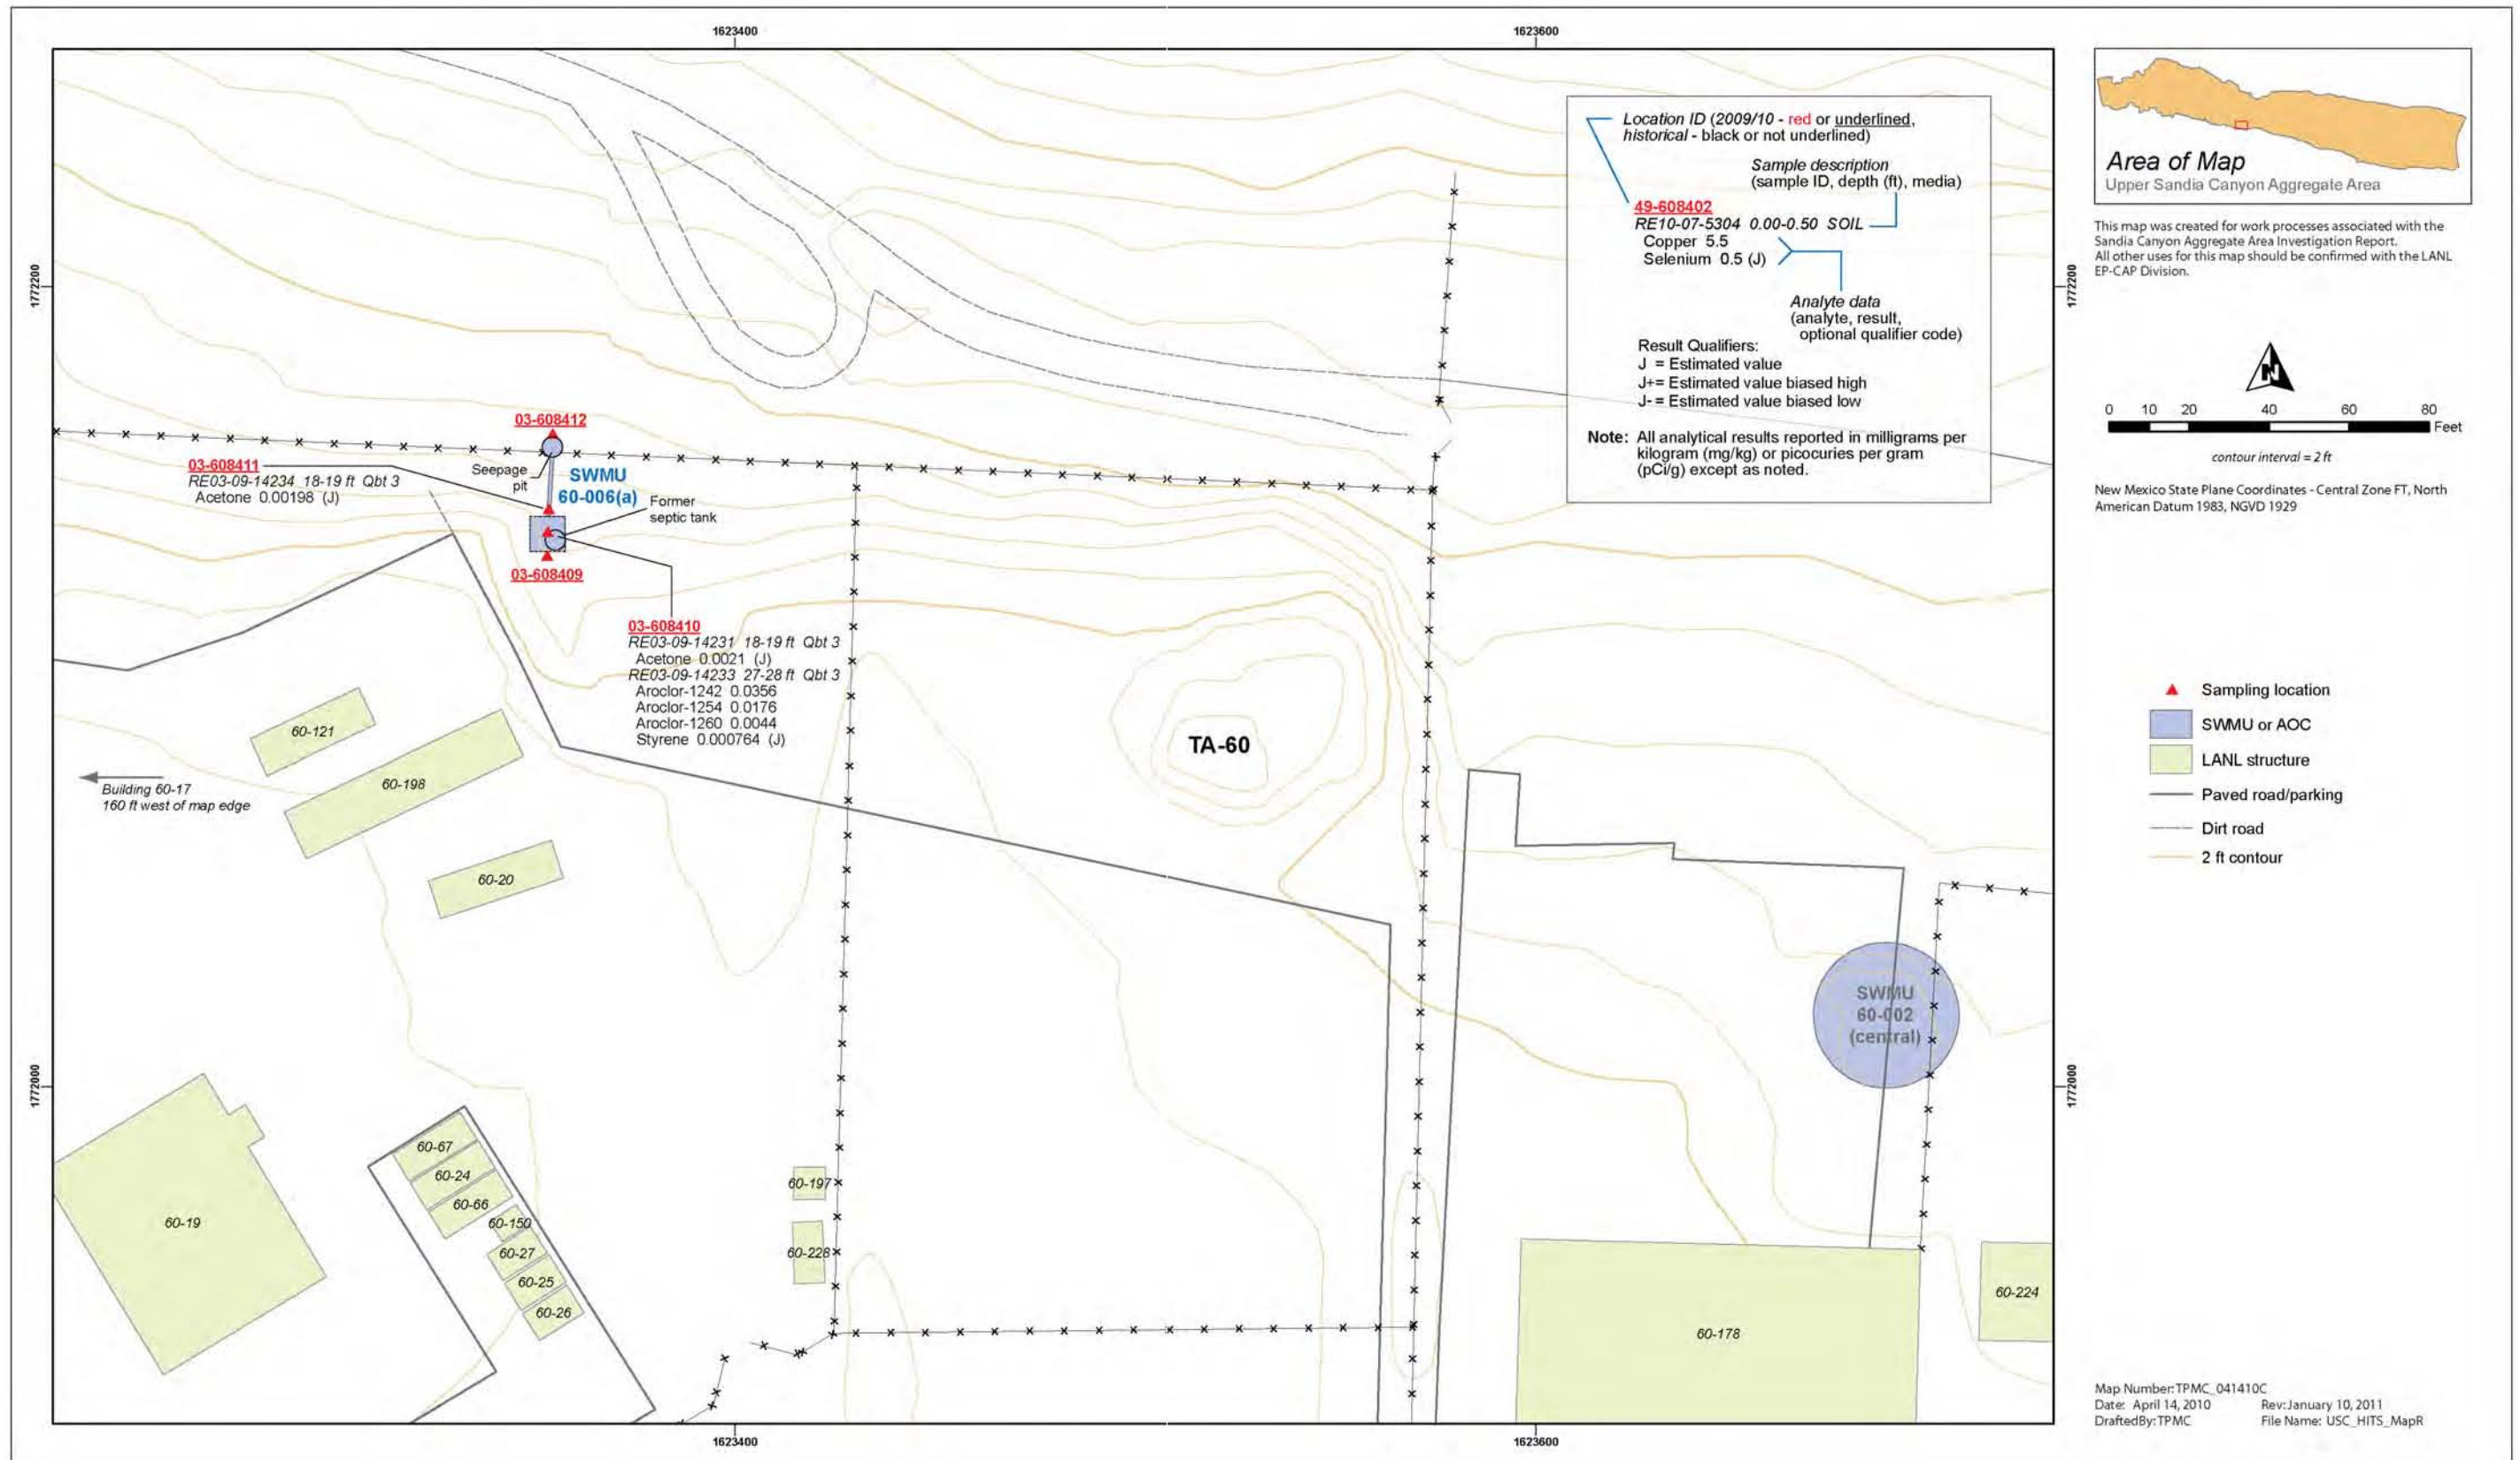 1623400
1623600
1772200
1772200
Location ID (2009/10 - red or underlined,
historical - black or not underlined)
Sample description
(sample ID, depth (ft), media)
49-608402
RE10-07-5304 0.00-0.50 SOIL
Copper 5.5
Selenium 0.5 (J)
Analyte data
(analyte, result,
optional qualifier code)
Result Qualifiers:
J = Estimated value
J+= Estimated value biased high
J- = Estimated value biased low
Note: All analytical results reported in milligrams per
kilogram (mg/kg) or picocuries per gram
(pCi/g) except as noted.
03-608412
03-608411
RE03-09-14234 18-19 ft Qbt 3
Acetone 0.00198 (J)
Seepage
pit
SWMU
60-006(a)
Former
septic tank
03-608409
03-608410
RE03-09-14231 18-19 ft Qbt 3
Acetone 0.0021 (J)
RE03-09-14233 27-28 ft Qbt 3
Aroclor-1242 0.0356
Aroclor-1254 0.0176
Aroclor-1260 0.0044
Styrene 0.000764 (J)
60-121
60-198
TA-60
Building 60-17
160 ft west of map edge
60-20
SWMU
60-002
(central)
1772000
1772000
60-67
60-24
60-66
60-150
60-27
60-25
60-26
60-19
60-197
60-228
60-178
60-224
1623400
1623600
Area of Map
Upper Sandia Canyon Aggregate Area
This map was created for work processes associated with the
Sandia Canyon Aggregate Area Investigation Report.
All other uses for this map should be confirmed with the LANL
EP-CAP Division.
N
0 10 20 40 60 80
Feet
contour interval = 2 ft
New Mexico State Plane Coordinates - Central Zone FT, North
American Datum 1983, NGVD 1929
Sampling location
SWMU or AOC
LANL structure
Paved road/parking
Dirt road
2 ft contour
Map Number: TPMC_041410C
Date: April 14, 2010 Rev: January 10, 2011
DraftedBy: TPMC File Name: USC_HITS_MapR